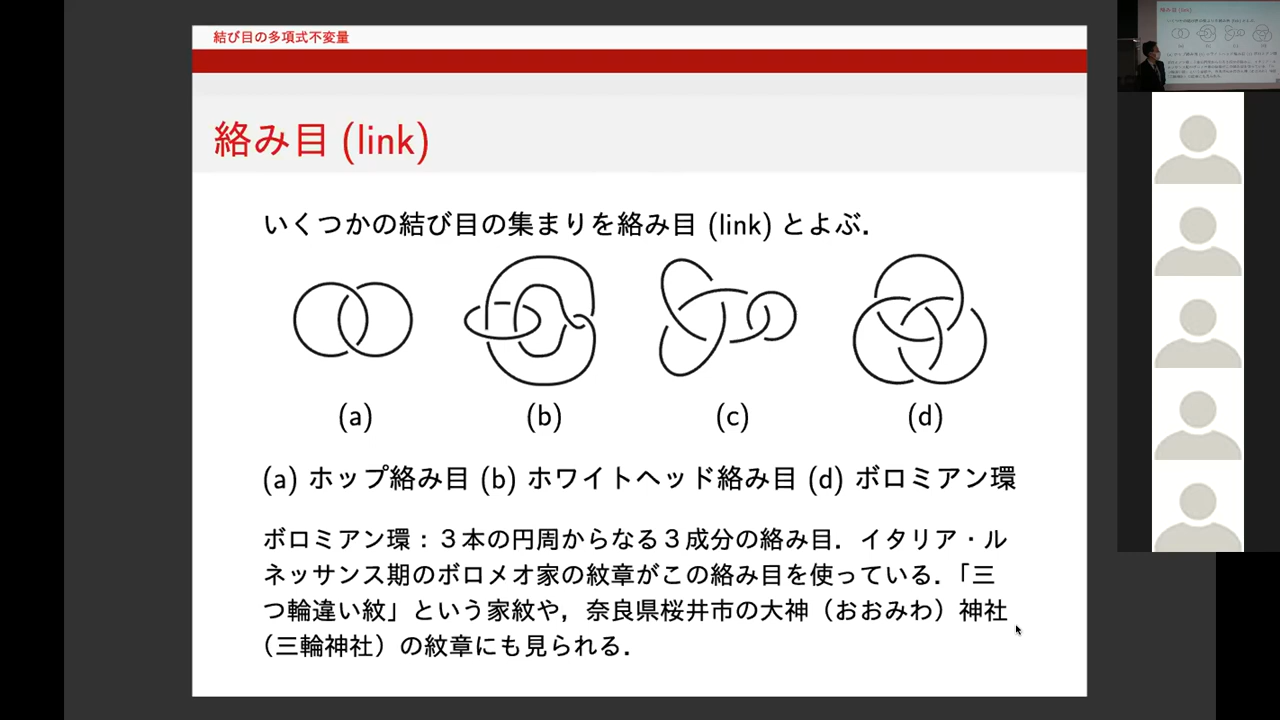 結び目の多項式不変量
絡み目 (link)
いくつかの結び目の集まりを絡み目 (link) とよぶ．
(a) (b) (c) (d)
(a) ホップ絡み目 (b) ホワイトヘッド絡み目 (d) ボロミアン環
ボロミアン環：３本の円周からなる３成分の絡み目．イタリア・ル
ネッサンス期のボロメオ家の紋章がこの絡み目を使っている．「三
つ輪違い紋」という家紋や，奈良県桜井市の大神（おおみわ）神社
（三輪神社）の紋章にも見られる．